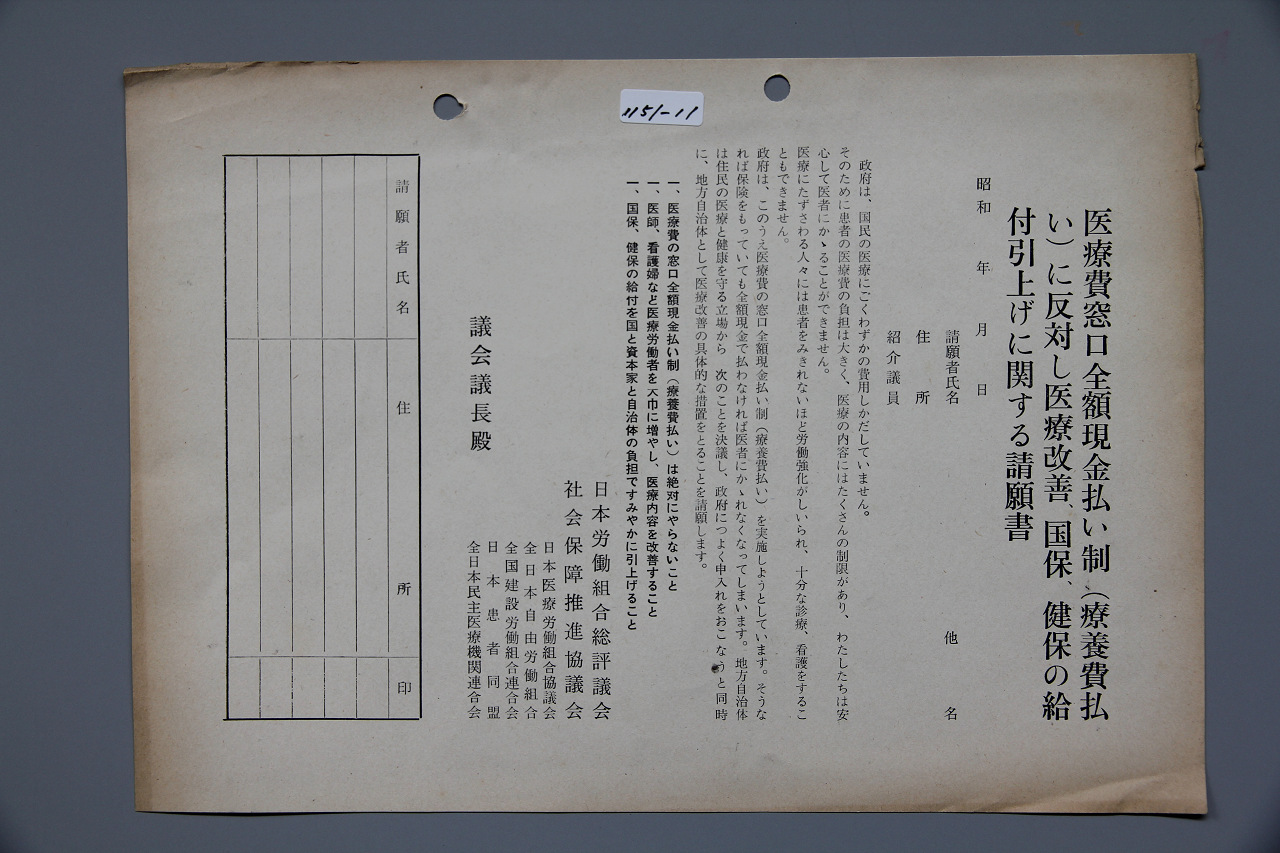 医療費窓口全額現金払い制（療養費払
い）に反対し医療改善、国保、健保の給
付引上げに関する請願書
昭和　年　月　日
請願者氏名　他　名
住所
紹介議員
政府は、国民の医療にごくわずかの費用しかだしていません。
そのために患者の医療費の負担は大きく、医療の内容にはたくさんの制限があり、わたしたちは安
心して医者にかゝることができません。
医療にたずさわる人々には患者をみきれないほど労働強化がしいられ、十分な診療、看護をするこ
ともできません。
政府は、このうえ医療費の窓口全額現金払い制（療養費払い）を実施しようとしています。そうな
れば保険をもっていても全額現金で払わなければ医者にかゝれなくなってしまいます。地方自治体
は住民の医療と健康を守る立場から　次のことを決議し、政府につよく申入れをおこなうと同時
に、地方自治体として医療改善の具体的な措置をとることを請願します。
一、医療費の窓口全額現金払い制（療養費払い）は絶対にやらないこと
一、医師、看護婦など医療労働者を大巾に増やし、医療内容を改善すること
一、国保、健保の給付を国と資本家と自治体の負担ですみやかに引上げること
日本労働組合総評議会
社会保障推進協議会
日本医療労働組合協議会
全日本自由労働組合
全国建設労働組合連合会
日本患者同盟
全日本民主医療機関連合会
議会議長殿
請願者氏名　住所　印
1151-11